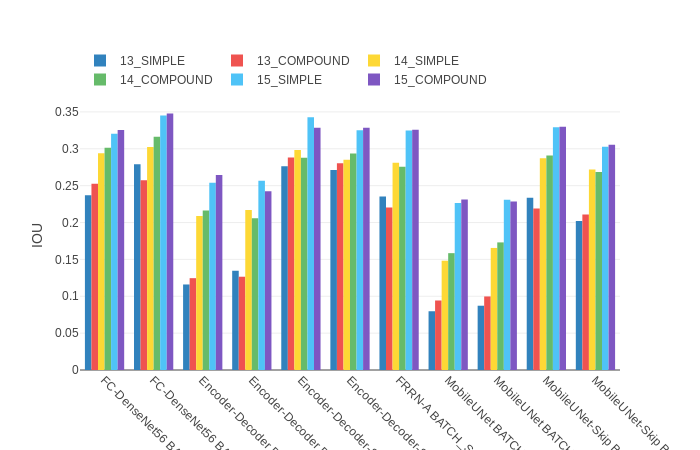 13_SIMPLE 13_COMPOUND 14_SIMPLE
14_COMPOUND 15_SIMPLE 15_COMPOUND
0.35
0.3
0.25
0.2
0.15
0.1
0.05
0
IOU
FC-DenseNet56
FC-DenseNet56
Encoder-Decoder
Encoder-Decoder
Encoder-Decoder-
Encoder-Decoder-
FRRN-A BATCH_S
MobileUNet BATC
MobileUNet BATC
MobileUNet-Skip
MobileUNet-Skip